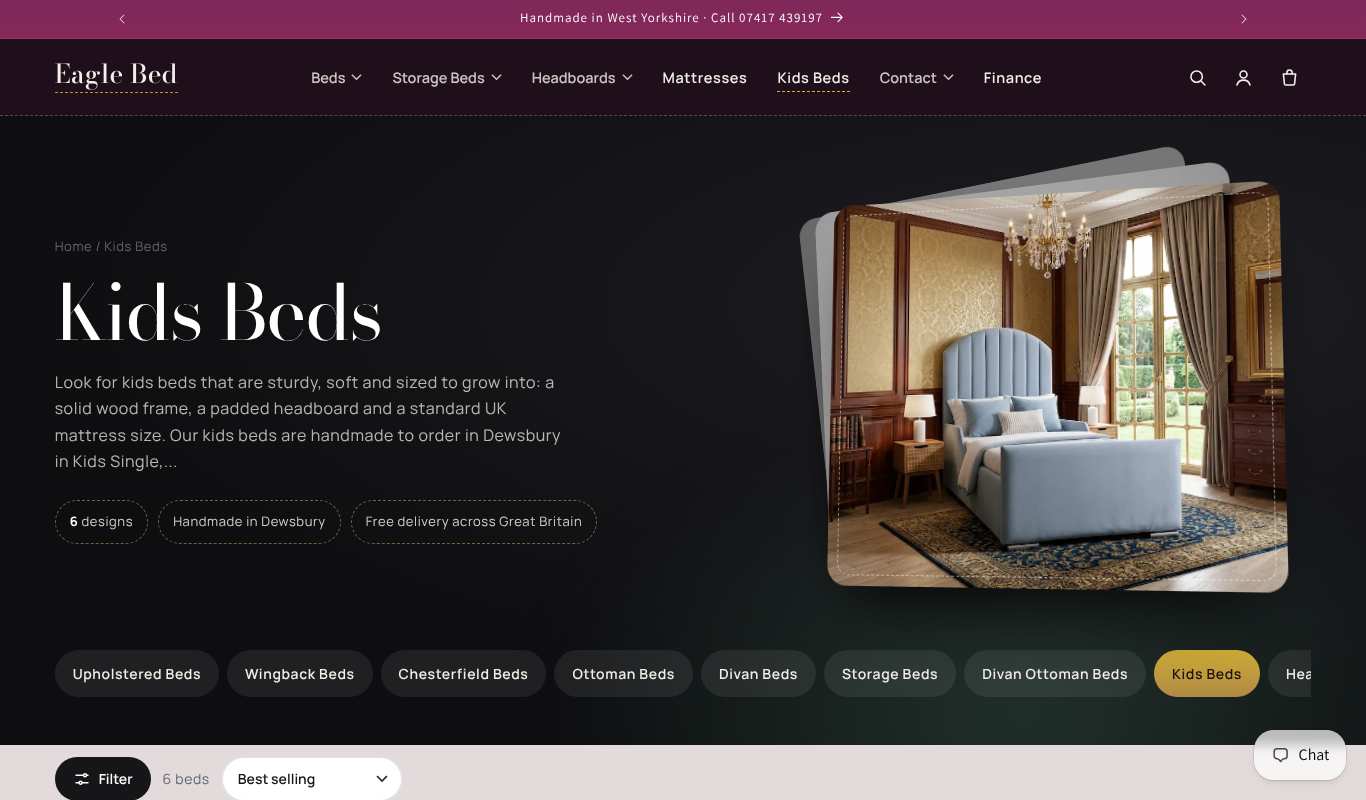 Handmade in West Yorkshire · Call 07417 439197
Eagle Bed
Beds
Storage Beds
Headboards
Mattresses
Kids Beds
Contact
Finance
Home / Kids Beds
Kids Beds
Look for kids beds that are sturdy, soft and sized to grow into: a
solid wood frame, a padded headboard and a standard UK
mattress size. Our kids beds are handmade to order in Dewsbury
in Kids Single,...
6 designs
Handmade in Dewsbury
Free delivery across Great Britain
Upholstered Beds
Wingback Beds
Chesterfield Beds
Ottoman Beds
Divan Beds
Storage Beds
Divan Ottoman Beds
Kids Beds
Hea
Filter
6 beds
Best selling
Chat